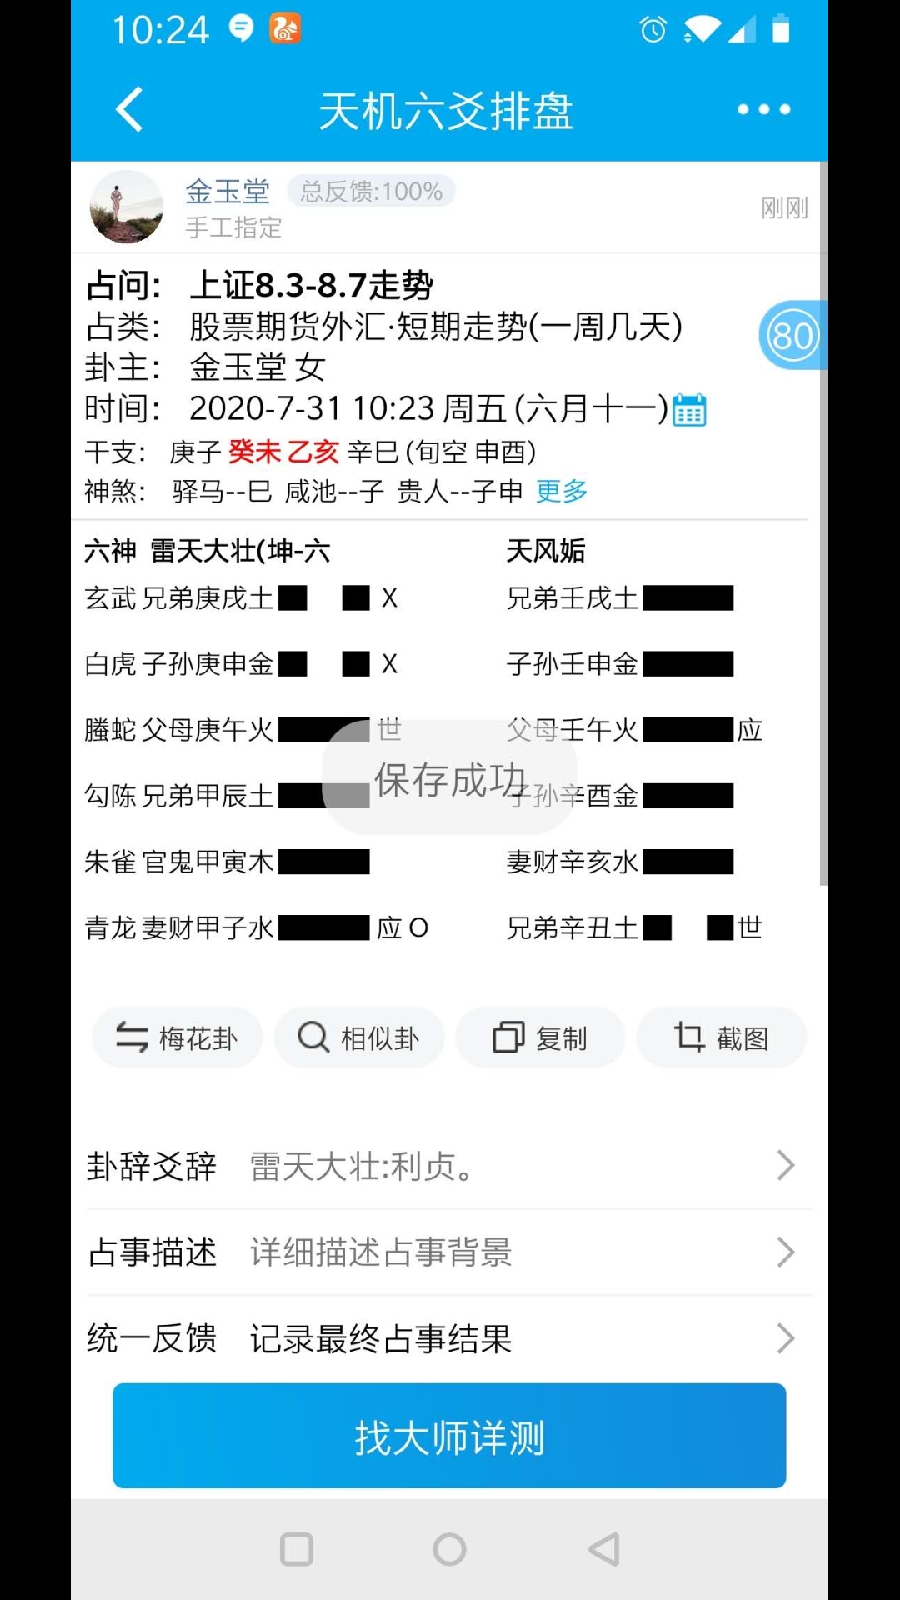 10:24
天机六爻排盘
金玉堂 总反馈:100%
手工指定
刚刚
占问： 上证8.3-8.7走势
占类： 股票期货外汇·短期走势(一周几天)
80
卦主： 金玉堂 女
时间： 2020-7-31 10:23 周五 (六月十一)
干支： 庚子 癸未 乙亥 辛巳 (旬空 申酉)
神煞： 驿马--巳 咸池--子 贵人--子申 更多
六神 雷天大壮(坤-六 天风姤
玄武 兄弟庚戌土 X 兄弟壬戌土
白虎 子孙庚申金 X 子孙壬申金
螣蛇 父母庚午火 世 父母壬午火 应
保存成功
勾陈 兄弟甲辰土 子孙辛酉金
朱雀 官鬼甲寅木 妻财辛亥水
青龙 妻财甲子水 应 O 兄弟辛丑土 世
梅花卦 相似卦 复制 截图
卦辞爻辞 雷天大壮:利贞。
占事描述 详细描述占事背景
统一反馈 记录最终占事结果
找大师详测